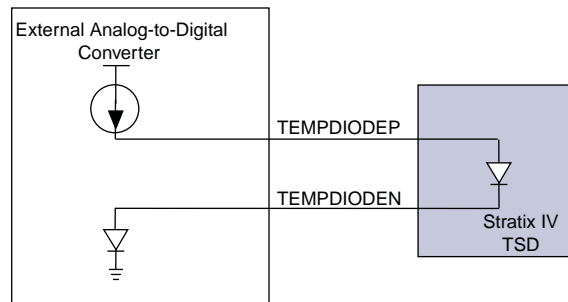 External Analog-to-Digital
Converter
TEMPDIODEP
TEMPDIODEN
Stratix IV
TSD